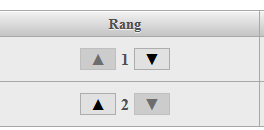 Rang
▲ 1 ▼
▲ 2 ▼